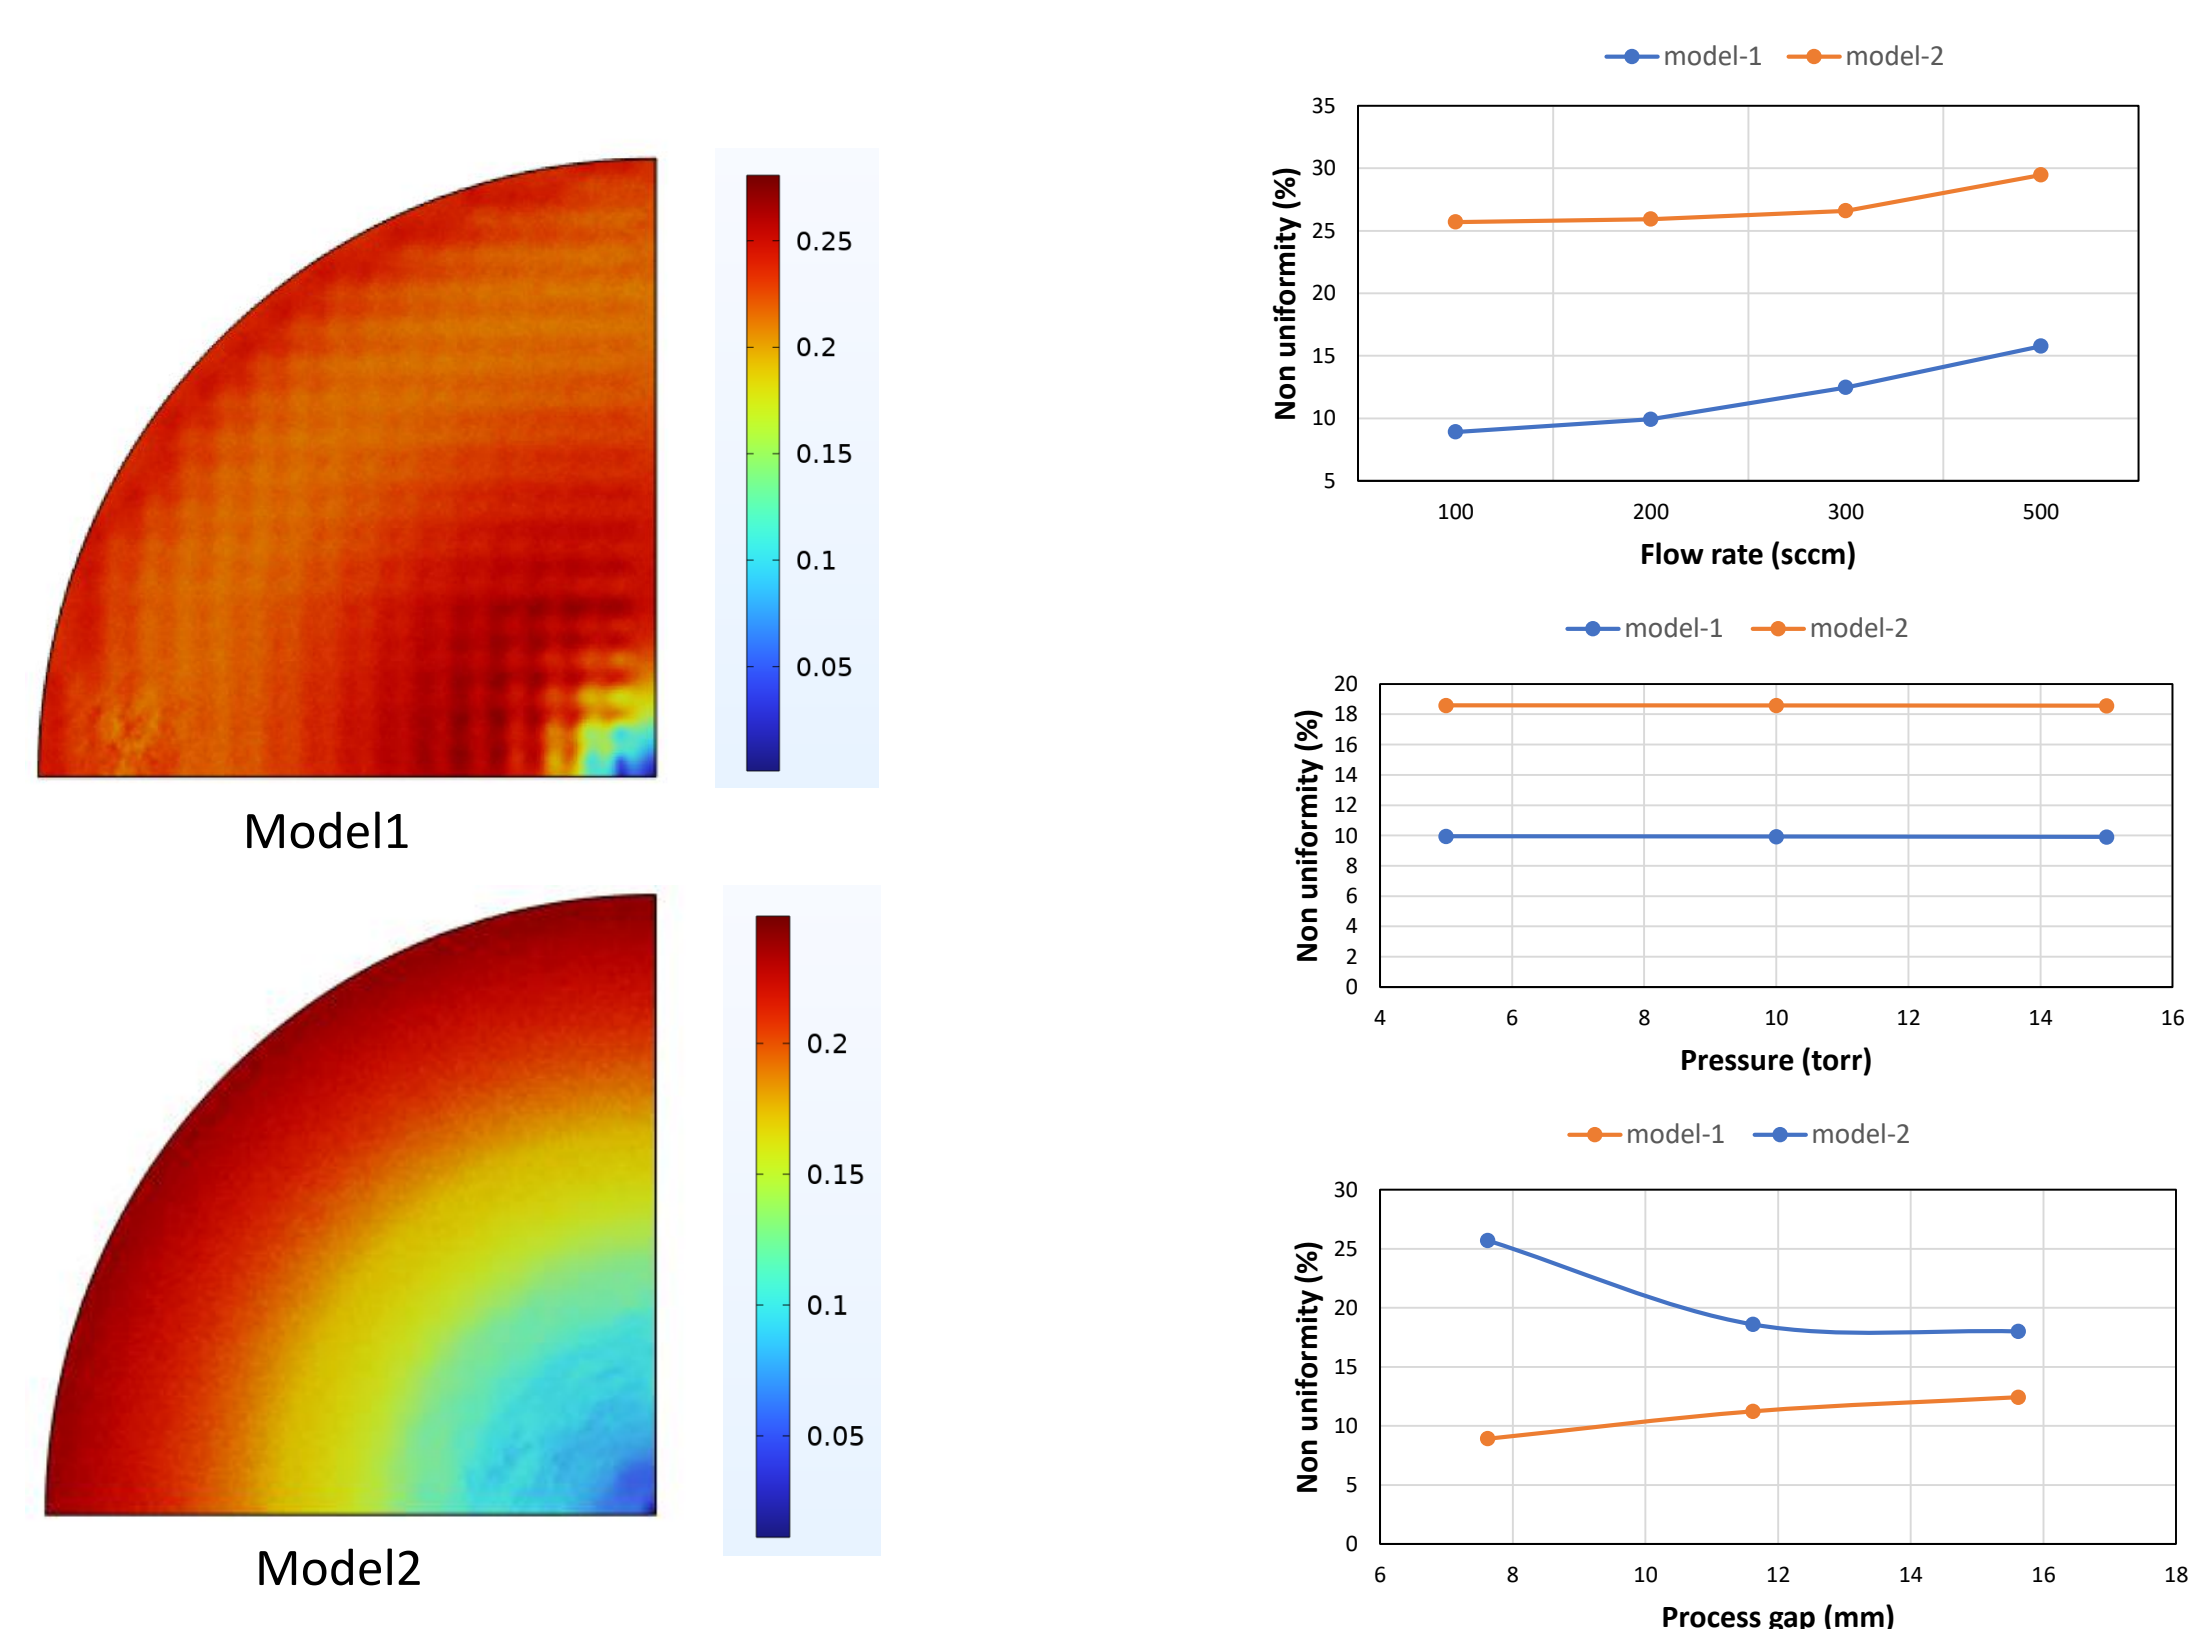 0.25
0.2
0.15
0.1
0.05
Model1
0.2
0.15
0.1
0.05
Model2
model-1 model-2
Non uniformity (%)
35
30
25
20
15
10
5
100 200 300 500
Flow rate (sccm)
model-1 model-2
Non uniformity (%)
20
18
16
14
12
10
8
6
4
2
0
4 6 8 10 12 14 16
Pressure (torr)
model-1 model-2
Non uniformity (%)
30
25
20
15
10
5
0
6 8 10 12 14 16 18
Process gap (mm)